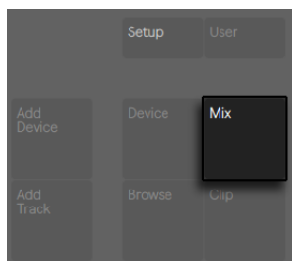 Setup User
Add
Device
Device Mix
Add
Track
Browse Clip